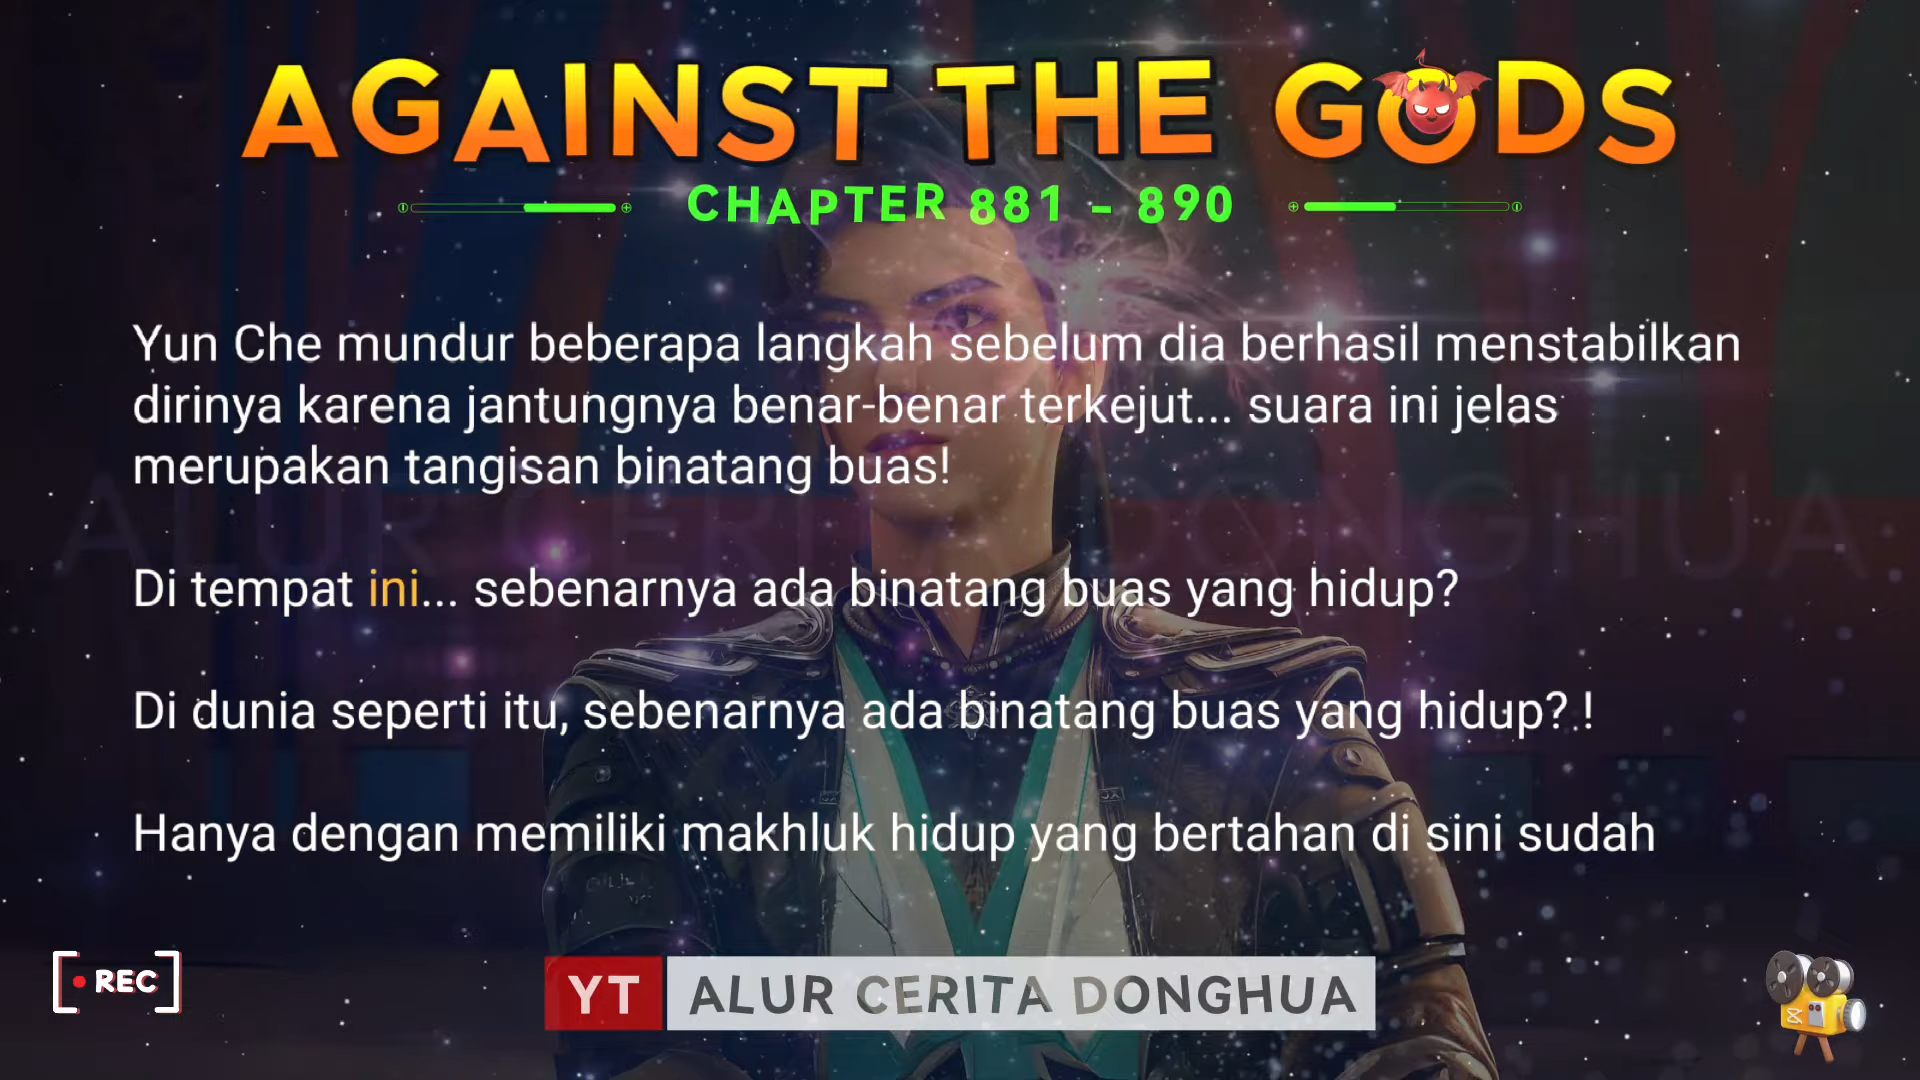 AGAINST THE GODS
CHAPTER 881 - 890
Yun Che mundur beberapa langkah sebelum dia berhasil menstabilkan
dirinya karena jantungnya benar-benar terkejut... suara ini jelas
merupakan tangisan binatang buas!
Di tempat ini... sebenarnya ada binatang buas yang hidup?
Di dunia seperti itu, sebenarnya ada binatang buas yang hidup? !
Hanya dengan memiliki makhluk hidup yang bertahan di sini sudah
ALUR CERITA DONGHUA
REC
YT ALUR CERITA DONGHUA